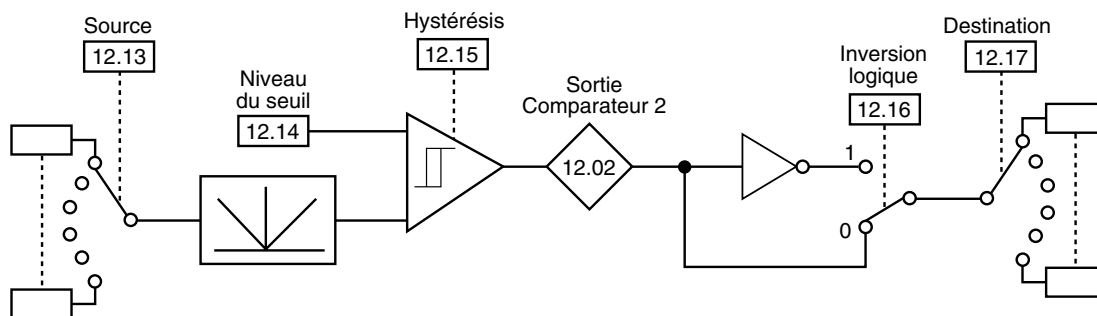 Source
12.13
Hystérésis
12.15
Niveau
du seuil
12.14
Sortie
Comparateur 2
12.02
Inversion
logique
12.16
Destination
12.17
1
0